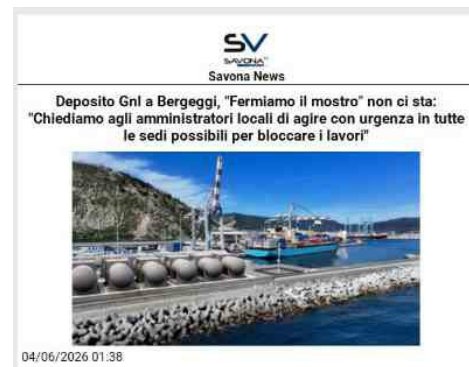 SV
SAVONA
Savona News
Deposito Gnl a Bergeggi, "Fermiamo il mostro" non ci sta:
"Chiediamo agli amministratori locali di agire con urgenza in tutte
le sedi possibili per bloccare i lavori"
04/06/2026 01:38